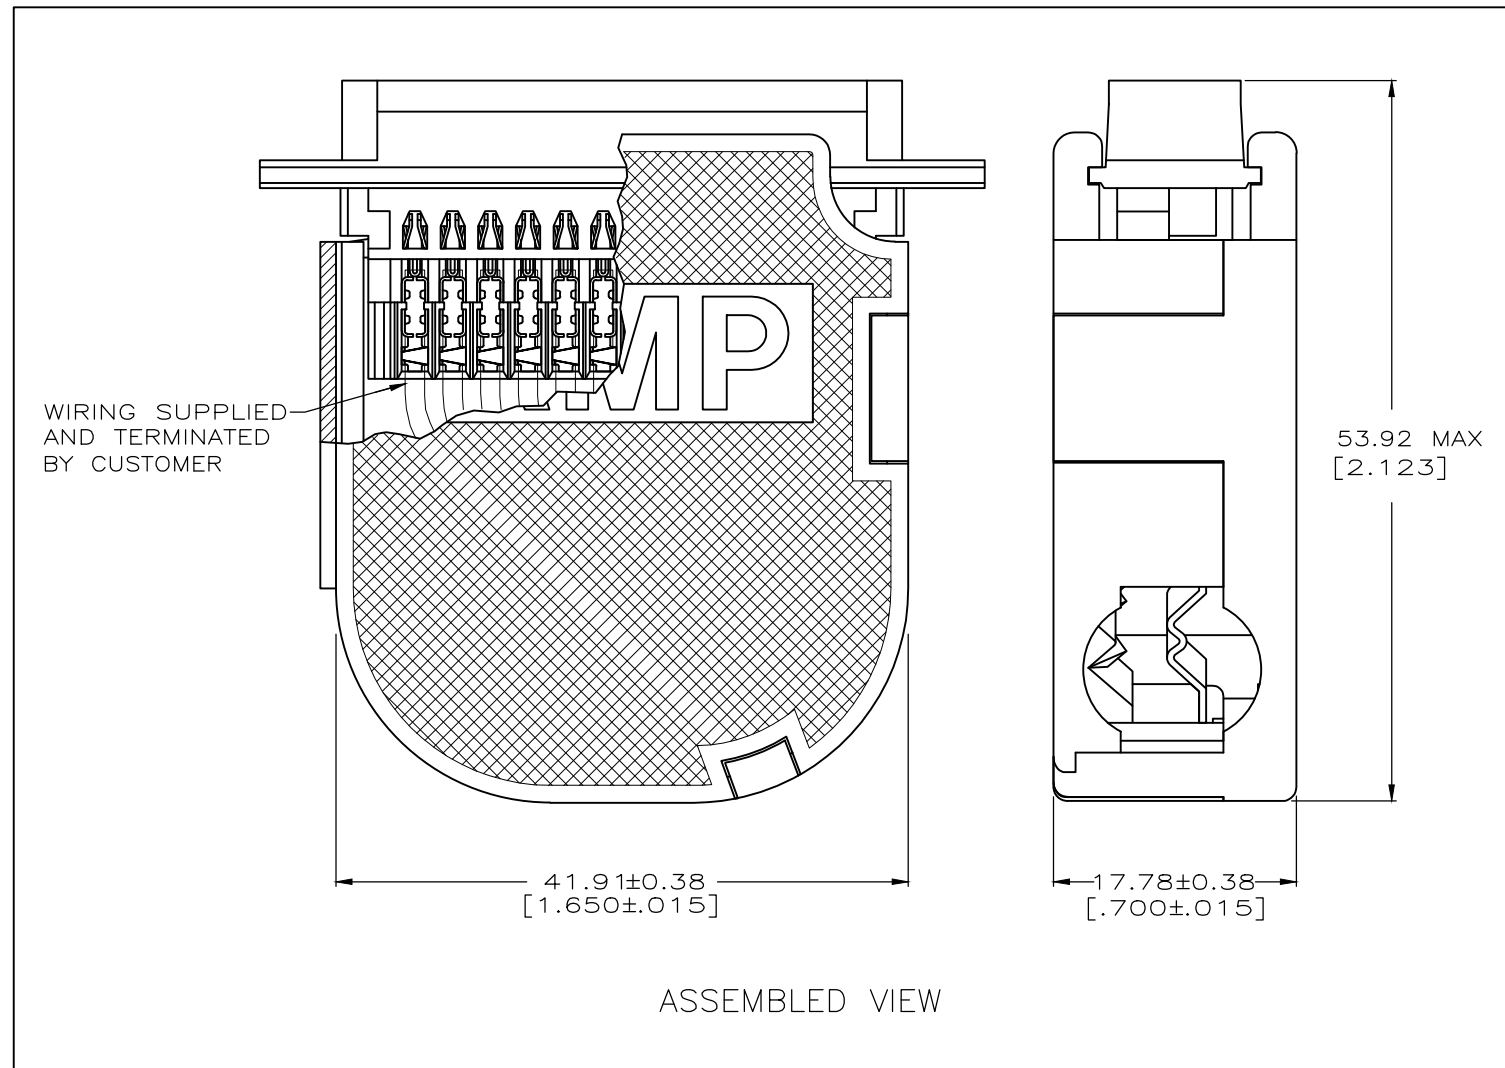 WIRING SUPPLIED
AND TERMINATED
BY CUSTOMER
MP
53.92 MAX
[2.123]
41.91±0.38
[1.650±.015]
17.78±0.38
[.700±.015]
ASSEMBLED VIEW